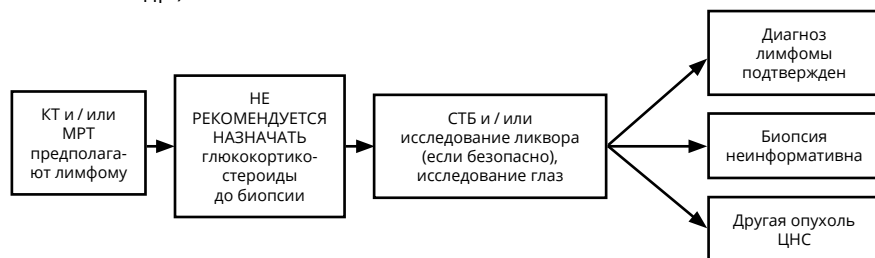 КТ и / или
МРТ
предполага-
ют лимфому
НЕ
РЕКОМЕНДУЕТСЯ
НАЗНАЧАТЬ
глюкокортико-
стероиды
до биопсии
СТБ и / или
исследование ликвора
(если безопасно),
исследование глаз
Диагноз
лимфомы
подтвержден
Биопсия
неинформативна
Другая опухоль
ЦНС